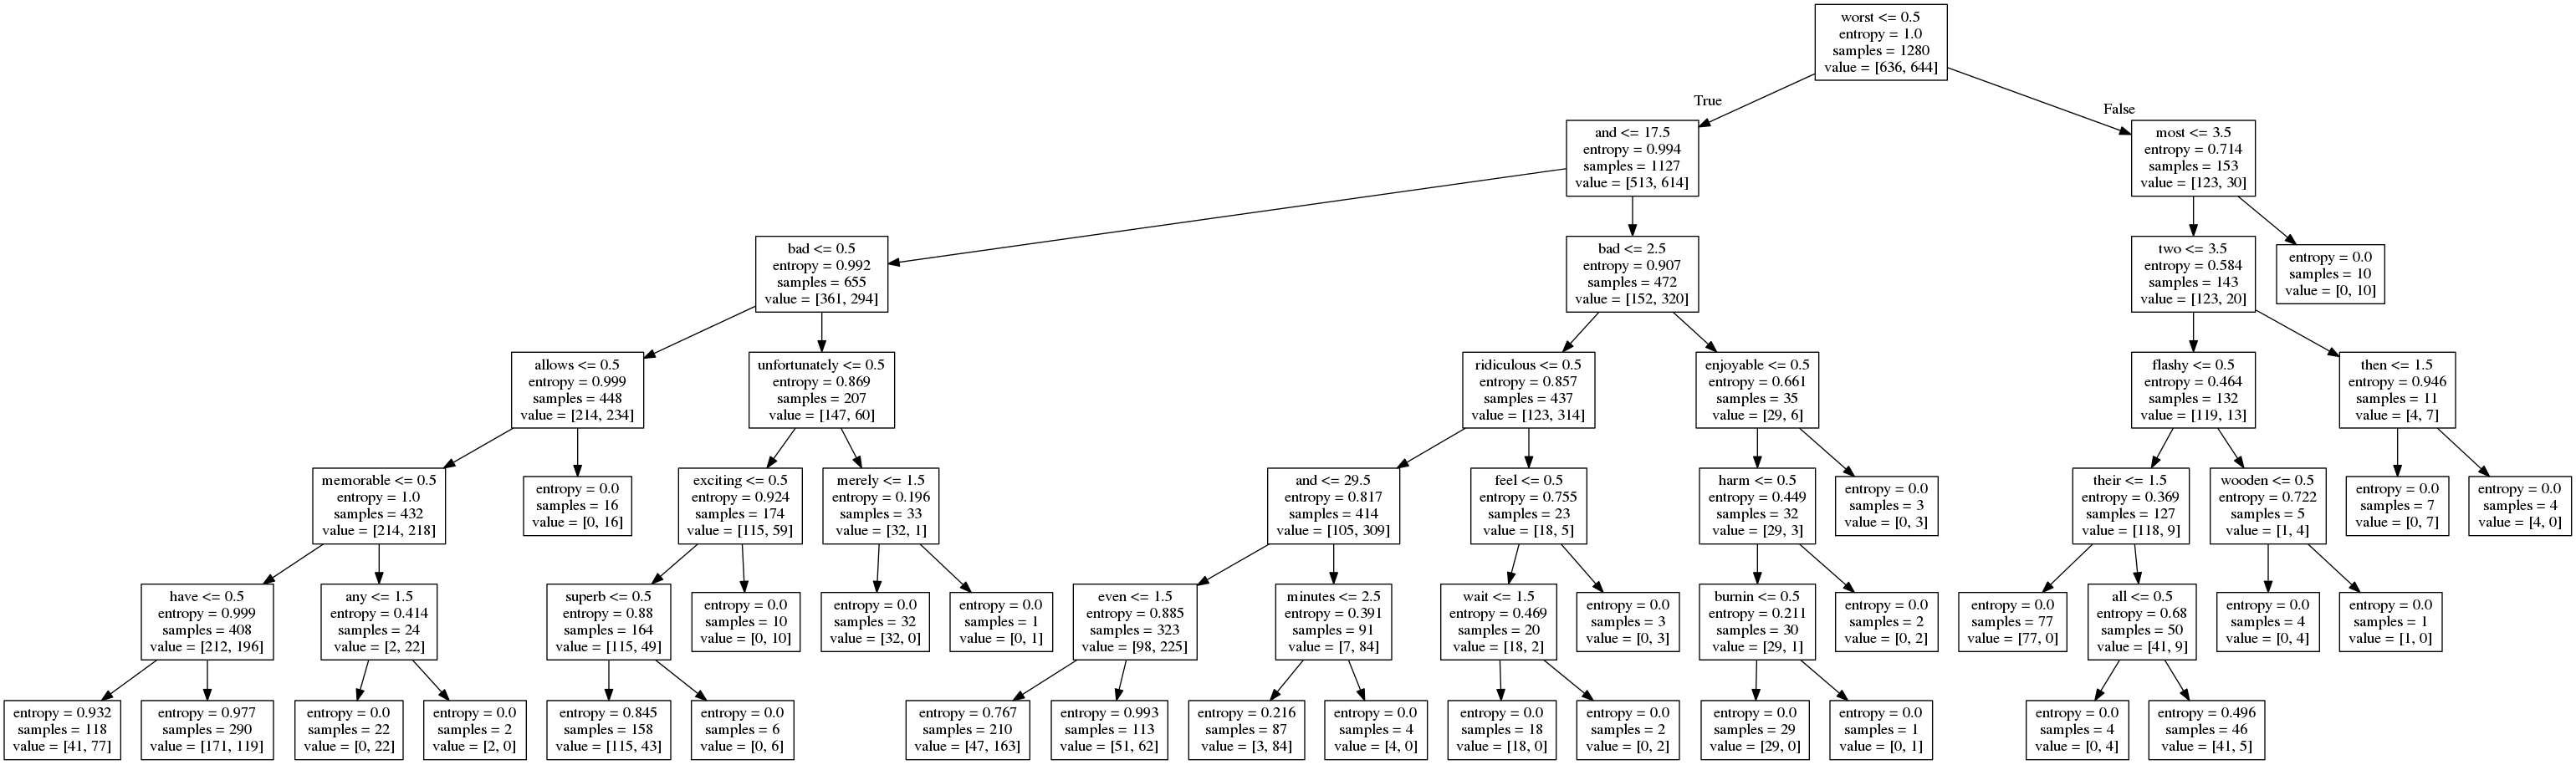 worst <= 0.5
entropy = 1.0
samples = 1280
value = [636, 644]
True
False
and <= 17.5
entropy = 0.994
samples = 1127
value = [513, 614]
most <= 3.5
entropy = 0.714
samples = 153
value = [123, 30]
bad <= 0.5
entropy = 0.992
samples = 655
value = [361, 294]
bad <= 2.5
entropy = 0.907
samples = 472
value = [152, 320]
two <= 3.5
entropy = 0.584
samples = 143
value = [123, 20]
entropy = 0.0
samples = 10
value = [0, 10]
allows <= 0.5
entropy = 0.999
samples = 448
value = [214, 234]
unfortunately <= 0.5
entropy = 0.869
samples = 207
value = [147, 60]
ridiculous <= 0.5
entropy = 0.857
samples = 437
value = [123, 314]
enjoyable <= 0.5
entropy = 0.661
samples = 35
value = [29, 6]
flashy <= 0.5
entropy = 0.464
samples = 132
value = [119, 13]
then <= 1.5
entropy = 0.946
samples = 11
value = [4, 7]
memorable <= 0.5
entropy = 1.0
samples = 432
value = [214, 218]
entropy = 0.0
samples = 16
value = [0, 16]
exciting <= 0.5
entropy = 0.924
samples = 174
value = [115, 59]
merely <= 1.5
entropy = 0.196
samples = 33
value = [32, 1]
and <= 29.5
entropy = 0.817
samples = 414
value = [105, 309]
feel <= 0.5
entropy = 0.755
samples = 23
value = [18, 5]
harm <= 0.5
entropy = 0.449
samples = 32
value = [29, 3]
entropy = 0.0
samples = 3
value = [0, 3]
their <= 1.5
entropy = 0.369
samples = 127
value = [118, 9]
wooden <= 0.5
entropy = 0.722
samples = 5
value = [1, 4]
entropy = 0.0
samples = 7
value = [0, 7]
entropy = 0.0
samples = 4
value = [4, 0]
have <= 0.5
entropy = 0.999
samples = 408
value = [212, 196]
any <= 1.5
entropy = 0.414
samples = 24
value = [2, 22]
superb <= 0.5
entropy = 0.88
samples = 164
value = [115, 49]
entropy = 0.0
samples = 10
value = [0, 10]
entropy = 0.0
samples = 32
value = [32, 0]
entropy = 0.0
samples = 1
value = [0, 1]
even <= 1.5
entropy = 0.885
samples = 323
value = [98, 225]
minutes <= 2.5
entropy = 0.391
samples = 91
value = [7, 84]
wait <= 1.5
entropy = 0.469
samples = 20
value = [18, 2]
entropy = 0.0
samples = 3
value = [0, 3]
burnin <= 0.5
entropy = 0.211
samples = 30
value = [29, 1]
entropy = 0.0
samples = 2
value = [0, 2]
entropy = 0.0
samples = 77
value = [77, 0]
all <= 0.5
entropy = 0.68
samples = 50
value = [41, 9]
entropy = 0.0
samples = 4
value = [0, 4]
entropy = 0.0
samples = 1
value = [1, 0]
entropy = 0.932
samples = 118
value = [41, 77]
entropy = 0.977
samples = 290
value = [171, 119]
entropy = 0.0
samples = 22
value = [0, 22]
entropy = 0.0
samples = 2
value = [2, 0]
entropy = 0.845
samples = 158
value = [115, 43]
entropy = 0.0
samples = 6
value = [0, 6]
entropy = 0.767
samples = 210
value = [47, 163]
entropy = 0.993
samples = 113
value = [51, 62]
entropy = 0.216
samples = 87
value = [3, 84]
entropy = 0.0
samples = 4
value = [4, 0]
entropy = 0.0
samples = 18
value = [18, 0]
entropy = 0.0
samples = 2
value = [0, 2]
entropy = 0.0
samples = 29
value = [29, 0]
entropy = 0.0
samples = 1
value = [0, 1]
entropy = 0.0
samples = 4
value = [0, 4]
entropy = 0.496
samples = 46
value = [41, 5]